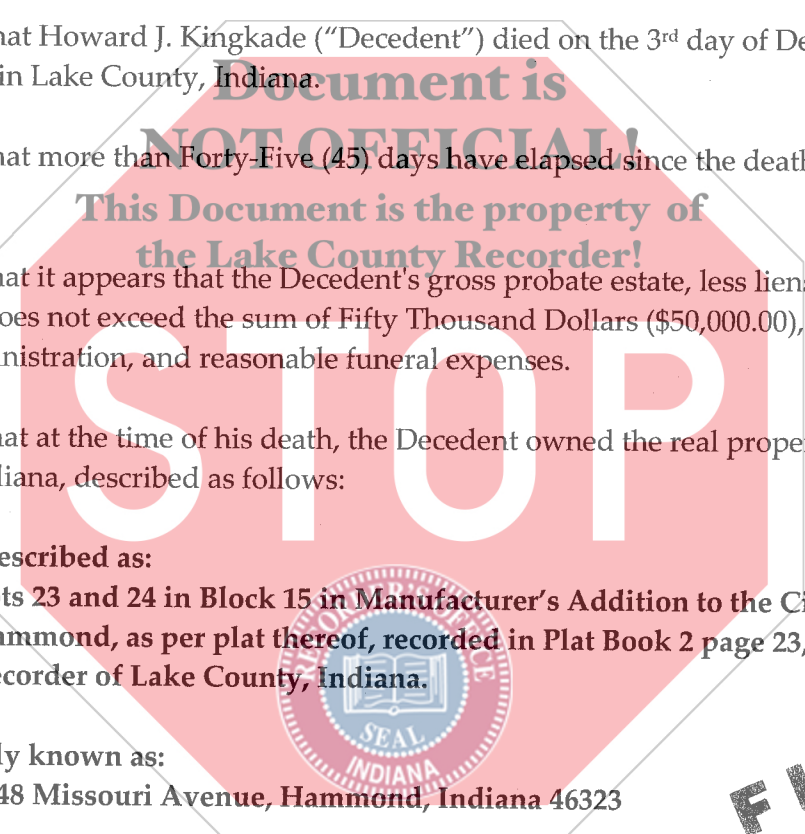 hat Howard J. Kingkade ("Decedent") died on the 3rd day of De
in Lake County, Indiana.
Document is
NOT OFFICIAL!
hat more than Forty-Five (45) days have elapsed since the death
This Document is the property of
the Lake County Recorder!
hat it appears that the Decedent's gross probate estate, less liens
oes not exceed the sum of Fifty Thousand Dollars ($50,000.00),
nistration, and reasonable funeral expenses.
STOP
hat at the time of his death, the Decedent owned the real prope
liana, described as follows:
escribed as:
ts 23 and 24 in Block 15 in Manufacturer's Addition to the Ci
ammond, as per plat thereof, recorded in Plat Book 2 page 23,
ecorder of Lake County, Indiana.
RECORDER'S OFFICE
SEAL
INDIANA
ly known as:
48 Missouri Avenue, Hammond, Indiana 46323
F